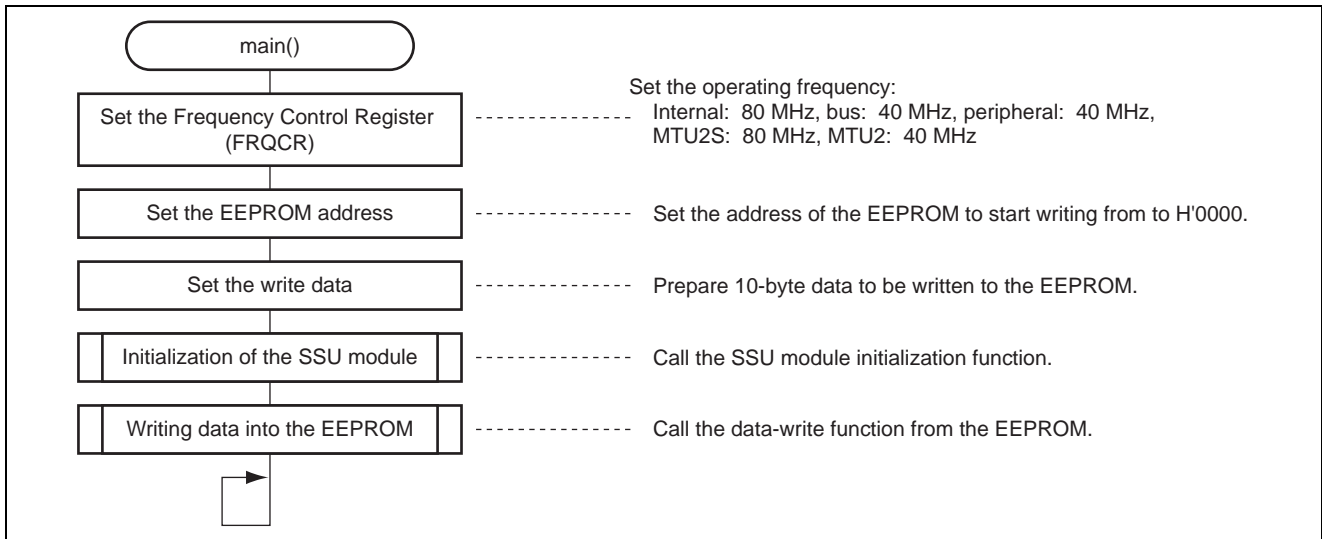 main()
Set the Frequency Control Register
(FRQCR)
Set the operating frequency:
Internal: 80 MHz, bus: 40 MHz, peripheral: 40 MHz,
MTU2S: 80 MHz, MTU2: 40 MHz
Set the EEPROM address
Set the address of the EEPROM to start writing from to H'0000.
Set the write data
Prepare 10-byte data to be written to the EEPROM.
Initialization of the SSU module
Call the SSU module initialization function.
Writing data into the EEPROM
Call the data-write function from the EEPROM.